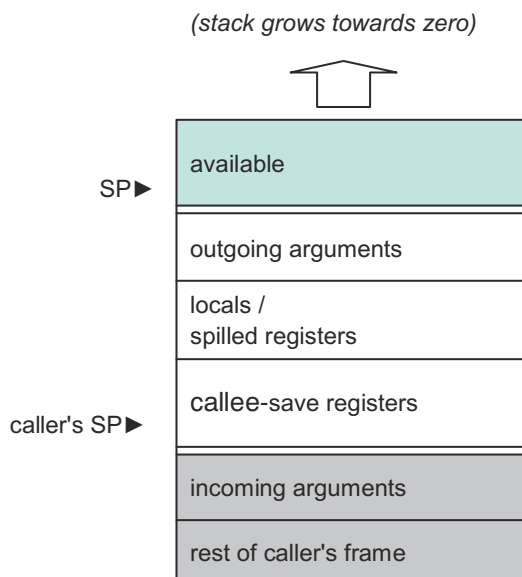 (stack grows towards zero)
available
SP►
outgoing arguments
locals /
spilled registers
callee-save registers
caller's SP►
incoming arguments
rest of caller's frame